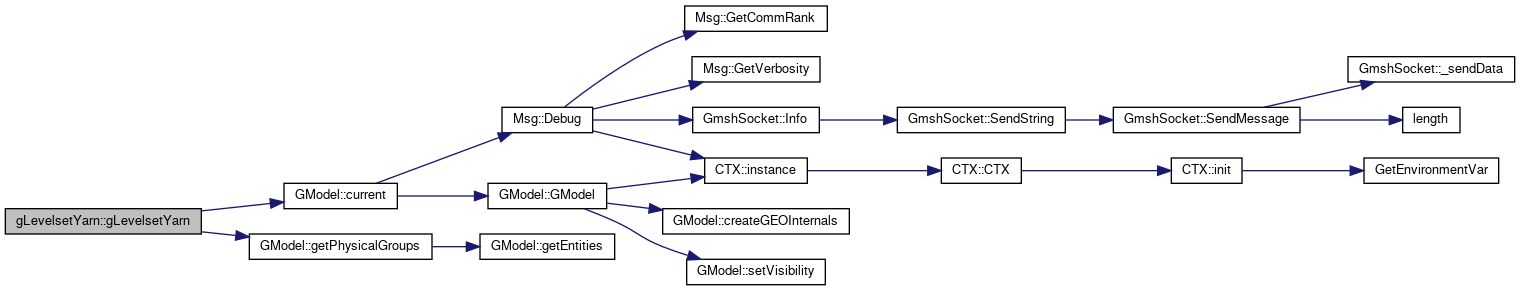 Msg::GetCommRank
Msg::GetVerbosity
GmshSocket::_sendData
Msg::Debug
GmshSocket::Info
GmshSocket::SendString
GmshSocket::SendMessage
length
CTX::instance
CTX::CTX
CTX::init
GetEnvironmentVar
GModel::current
GModel::GModel
gLevelsetYarn::gLevelsetYarn
GModel::createGEOInternals
GModel::getPhysicalGroups
GModel::getEntities
GModel::setVisibility